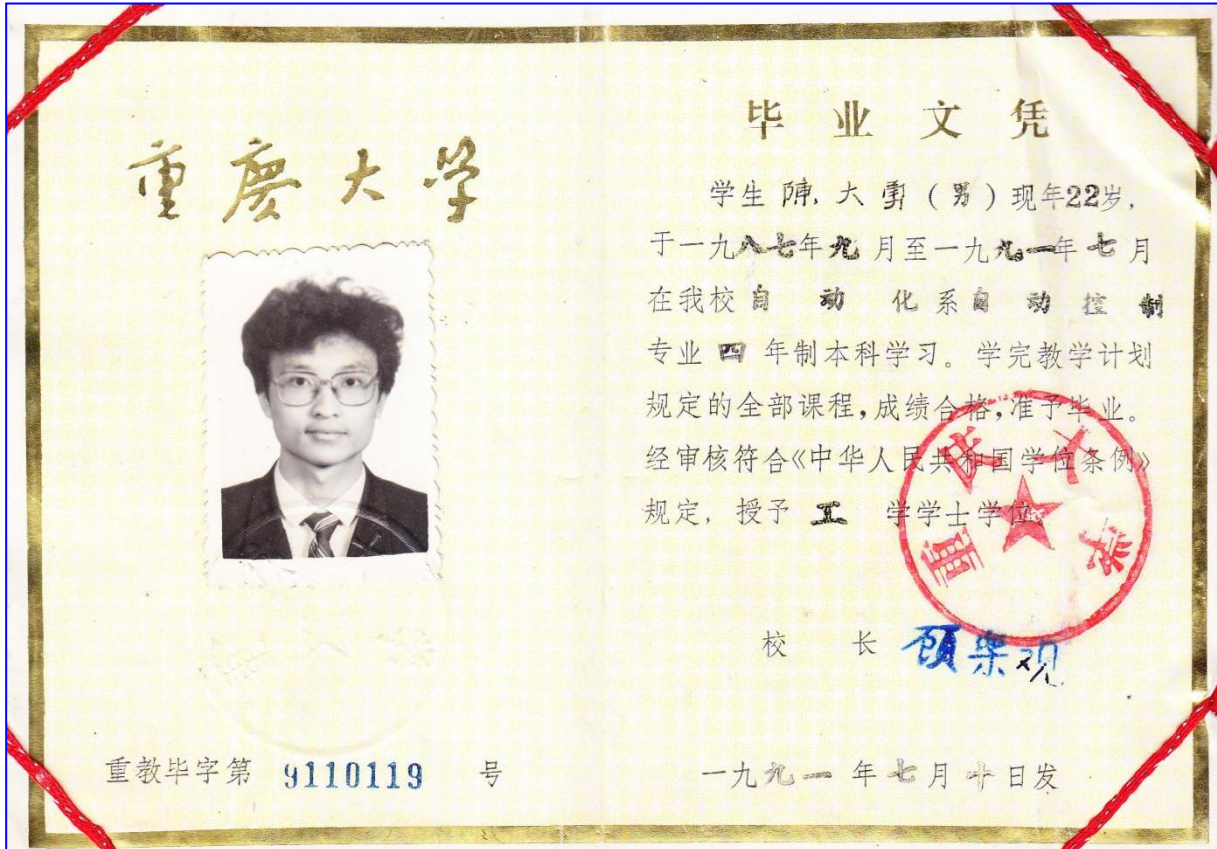 重慶大学
重教毕字第 9110119 号
毕业文凭
学生 陳大勇（男）现年22岁，
于一九八七年九月至一九九一年七月
在我校自动化系自动控制
专业四年制本科学习。学完教学计划
规定的全部课程，成绩合格，准予毕业。
经审核符合《中华人民共和国学位条例》
规定，授予 工 学学士学位。
重庆大学
校 长 顾乐观
一九九一年七月十日发